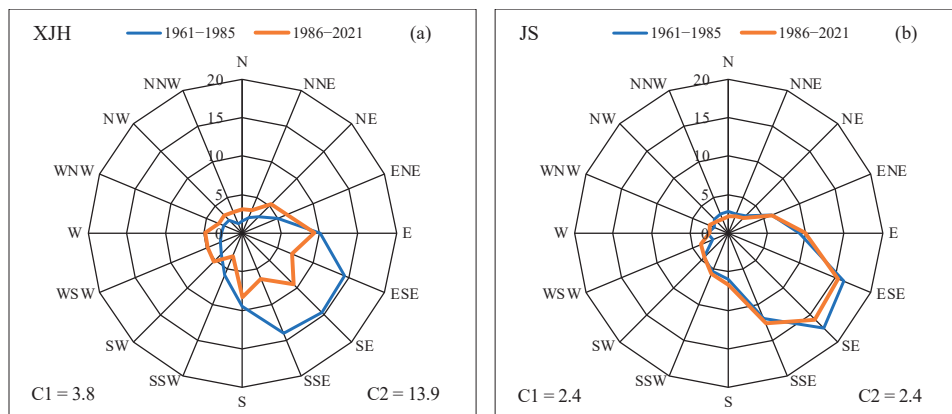 XJH
1961−1985
1986−2021
(a)
N
NNW
20
NNE
NW
15
NE
10
WNW
ENE
5
W
0
E
WSW
ESE
SW
SE
SSW
SSE
S
C1 = 3.8
C2 = 13.9
JS
1961−1985
1986−2021
(b)
N
NNW
20
NNE
NW
15
NE
10
WNW
ENE
5
W
0
E
WSW
ESE
SW
SE
SSW
SSE
S
C1 = 2.4
C2 = 2.4